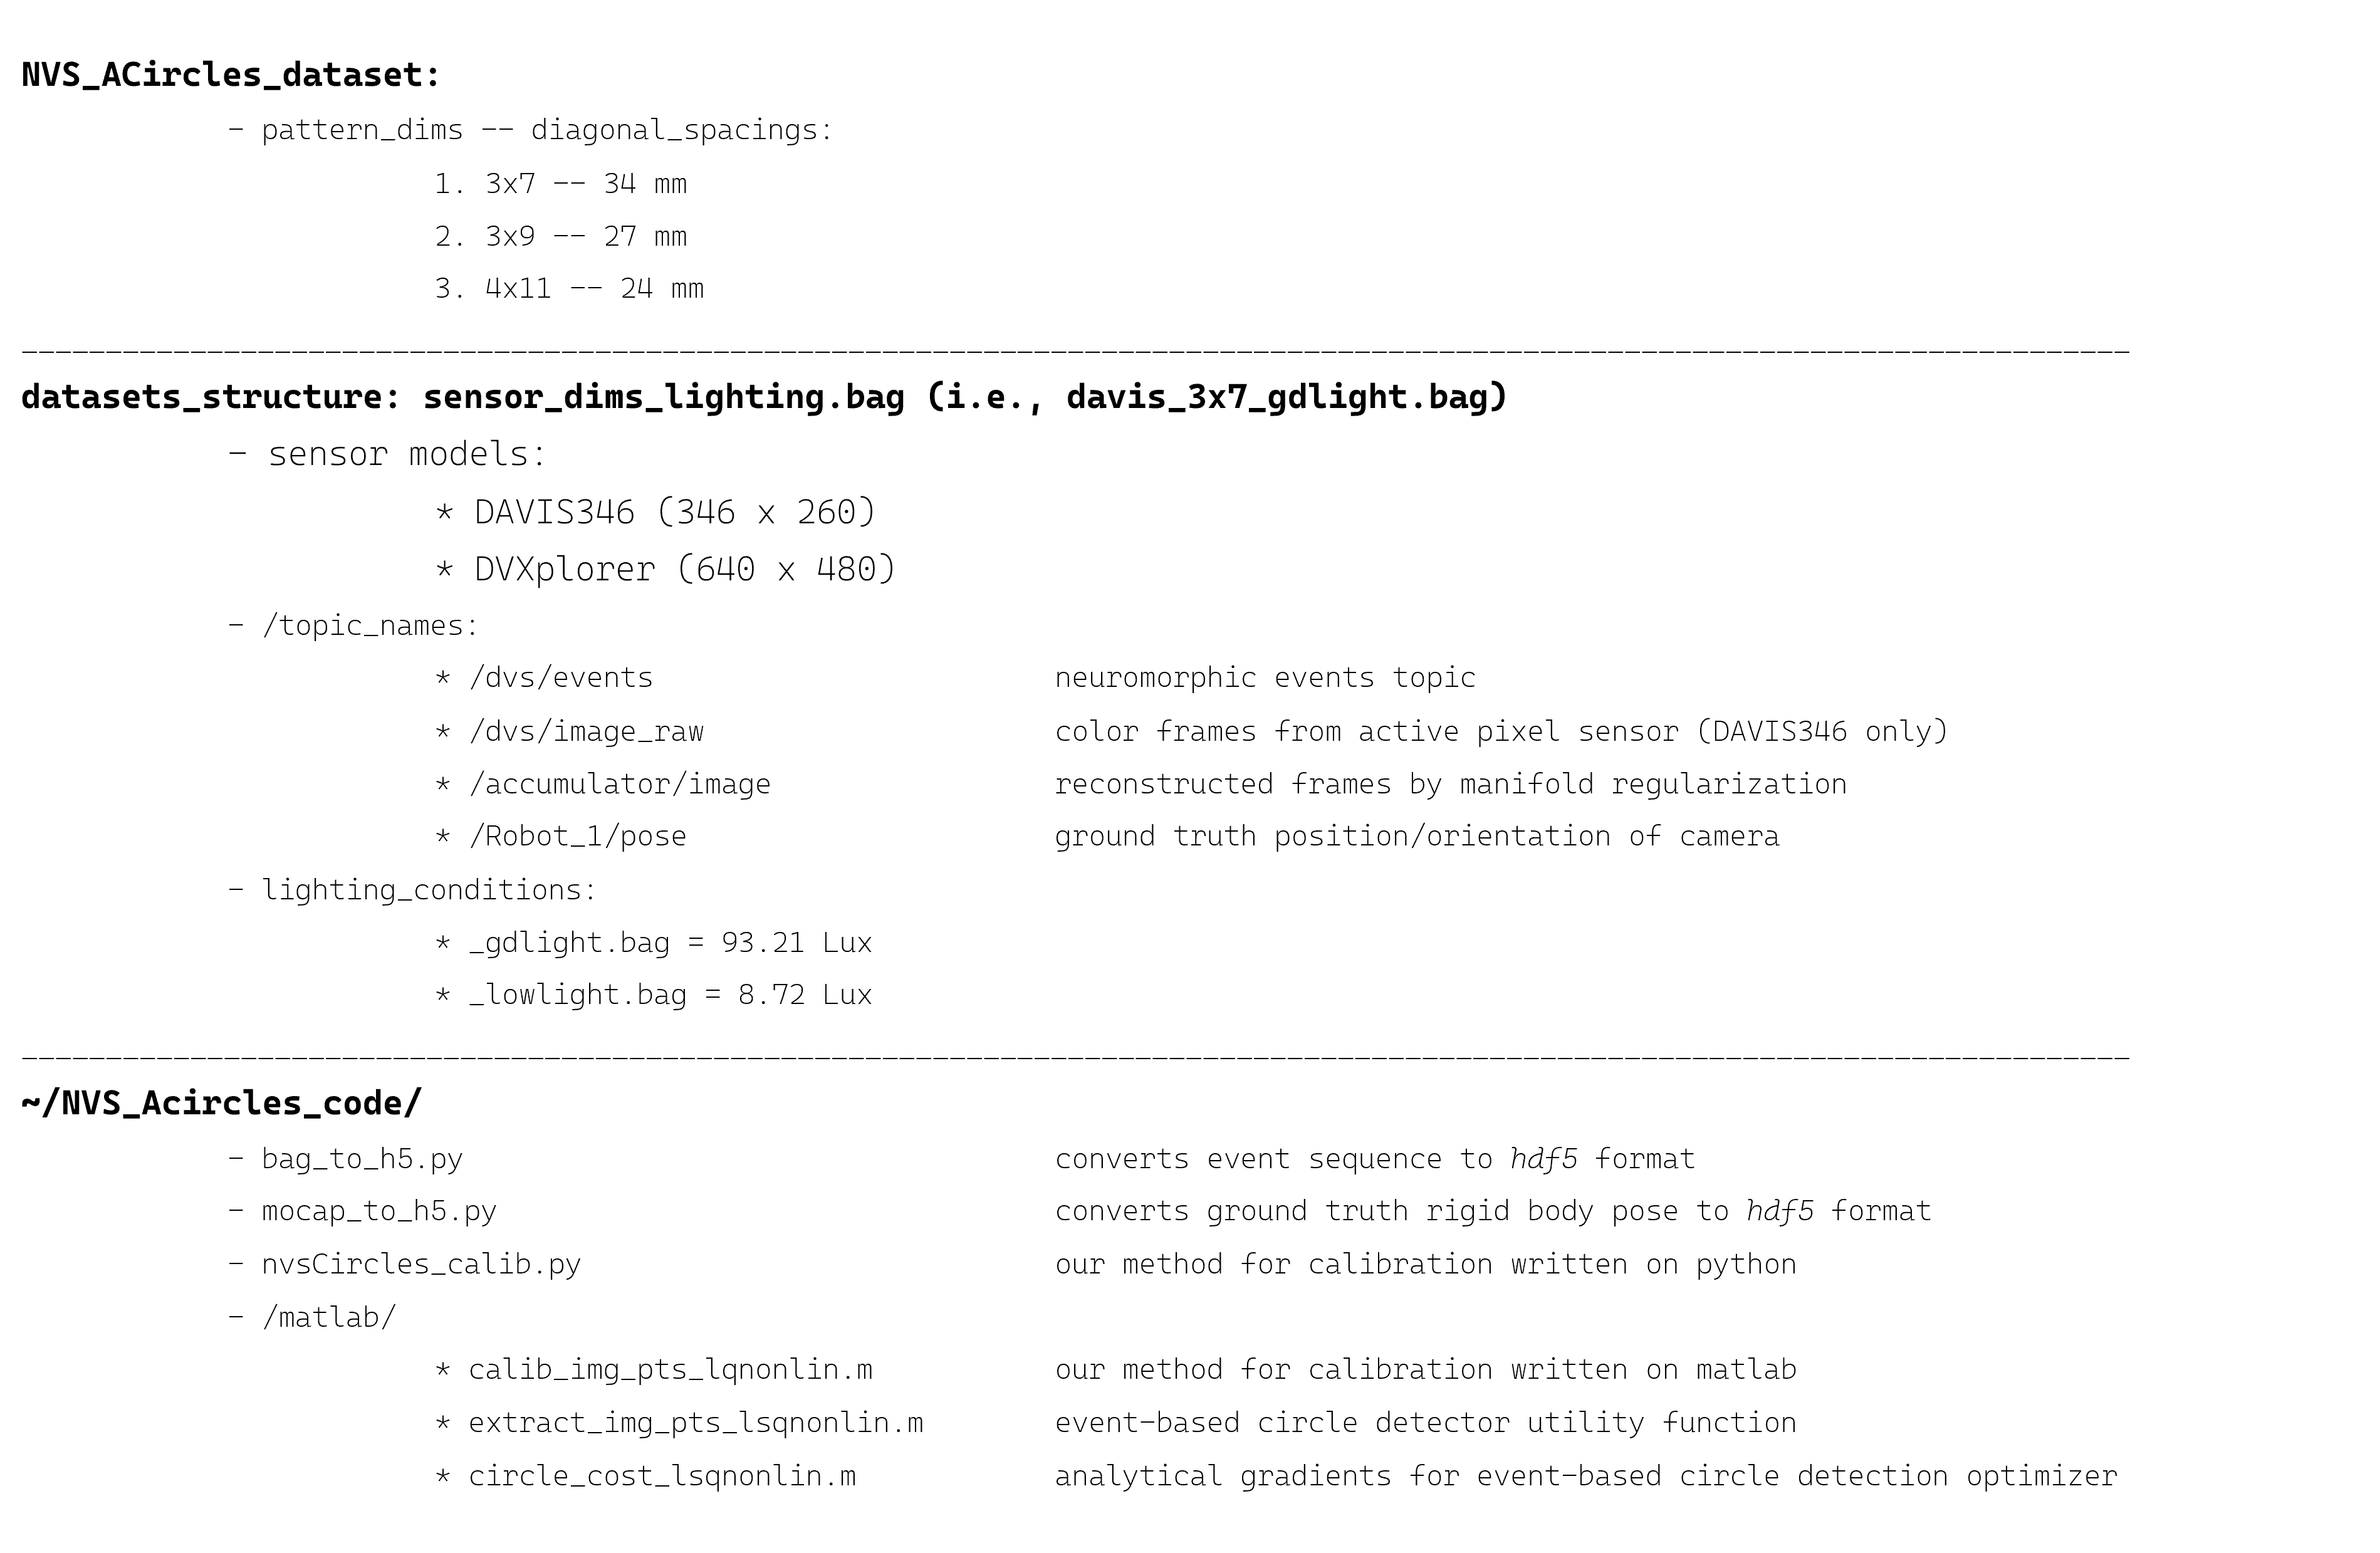 NVS_ACircles_dataset:
- pattern_dims -- diagonal_spacings:
1. 3x7 -- 34 mm
2. 3x9 -- 27 mm
3. 4x11 -- 24 mm
datasets_structure: sensor_dims_lighting.bag (i.e., davis_3x7_gdlight.bag)
- sensor models:
* DAVIS346 (346 x 260)
* DVXplorer (640 x 480)
- /topic_names:
* /dvs/events neuromorphic events topic
* /dvs/image_raw color frames from active pixel sensor (DAVIS346 only)
* /accumulator/image reconstructed frames by manifold regularization
* /Robot_1/pose ground truth position/orientation of camera
- lighting_conditions:
* _gdlight.bag = 93.21 Lux
* _lowlight.bag = 8.72 Lux
~/NVS_Acircles_code/
- bag_to_h5.py converts event sequence to hdf5 format
- mocap_to_h5.py converts ground truth rigid body pose to hdf5 format
- nvsCircles_calib.py our method for calibration written on python
- /matlab/
* calib_img_pts_lqnonlin.m our method for calibration written on matlab
* extract_img_pts_lsqnonlin.m event-based circle detector utility function
* circle_cost_lsqnonlin.m analytical gradients for event-based circle detection optimizer